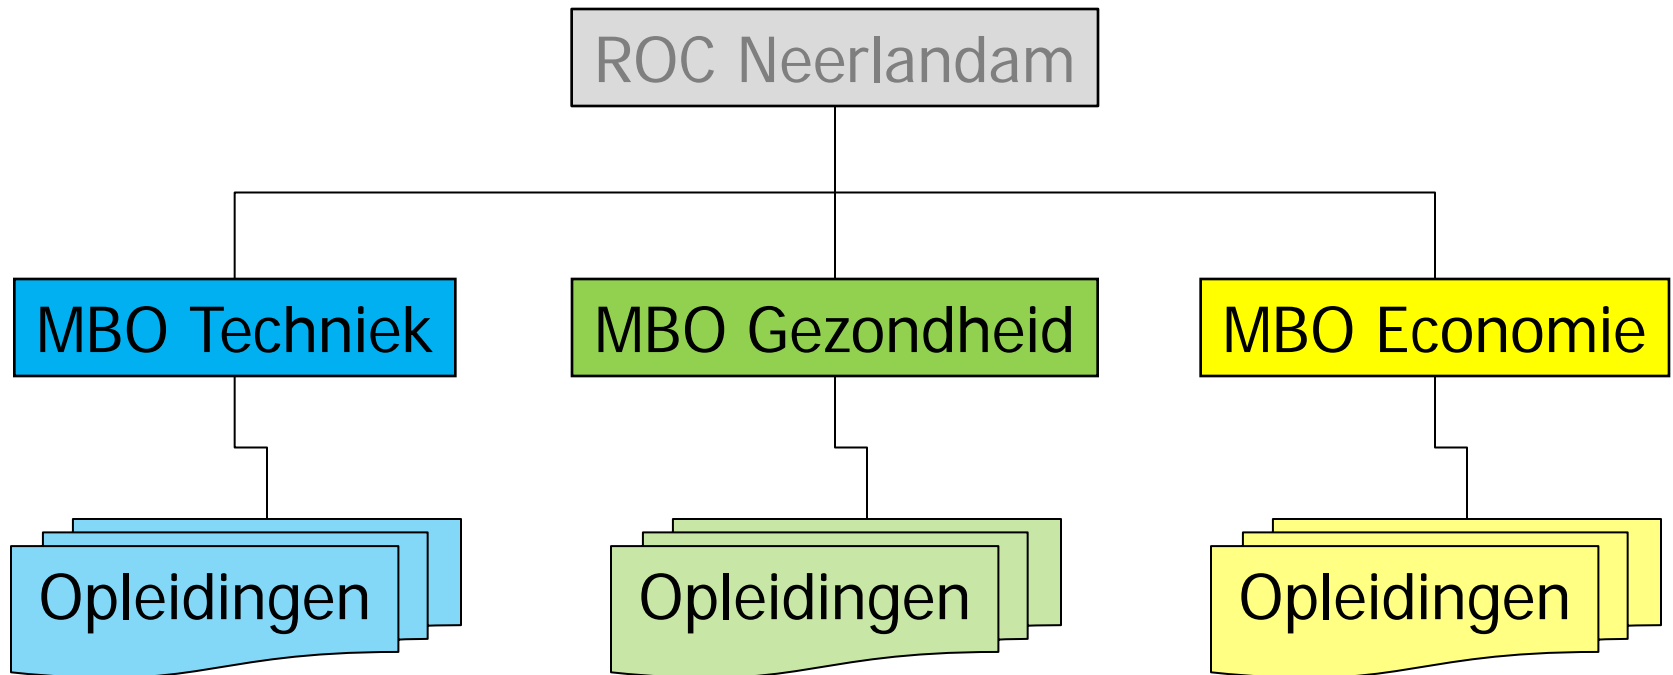 ROC Neerlandam
MBO Techniek
MBO Gezondheid
MBO Economie
Opleidingen
Opleidingen
Opleidingen